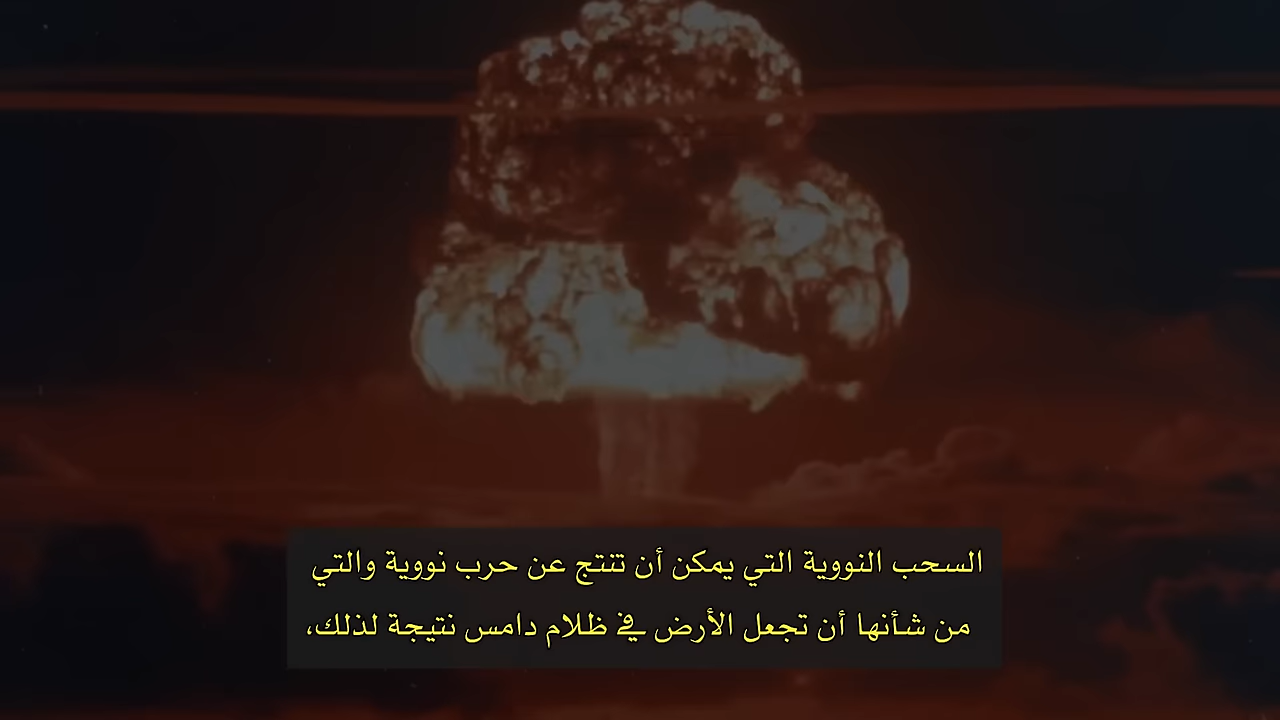 السحب النووية التي يمكن أن تنتج عن حرب نووية والتي
من شأنها أن تجعل الأرض في ظلام دامس نتيجة لذلك،